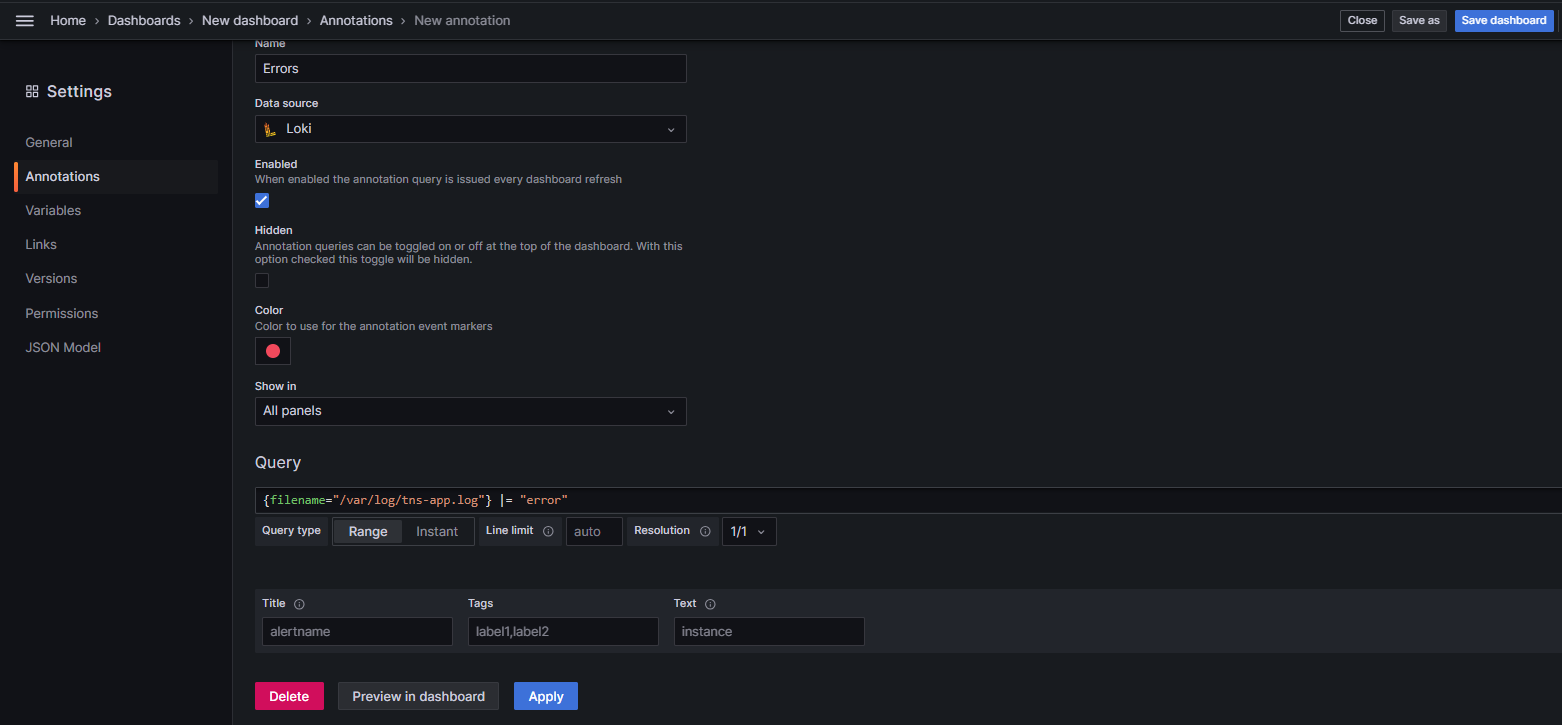 Home › Dashboards › New dashboard › Annotations › New annotation
Close
Save as
Save dashboard
Settings
General
Annotations
Variables
Links
Versions
Permissions
JSON Model
Name
Errors
Data source
Loki
Enabled
When enabled the annotation query is issued every dashboard refresh
Hidden
Annotation queries can be toggled on or off at the top of the dashboard. With this
option checked this toggle will be hidden.
Color
Color to use for the annotation event markers
Show in
All panels
Query
{filename="/var/log/tns-app.log"} |= "error"
Query type Range Instant Line limit auto Resolution 1/1
Title Tags Text
alertname label1,label2 instance
Delete Preview in dashboard Apply